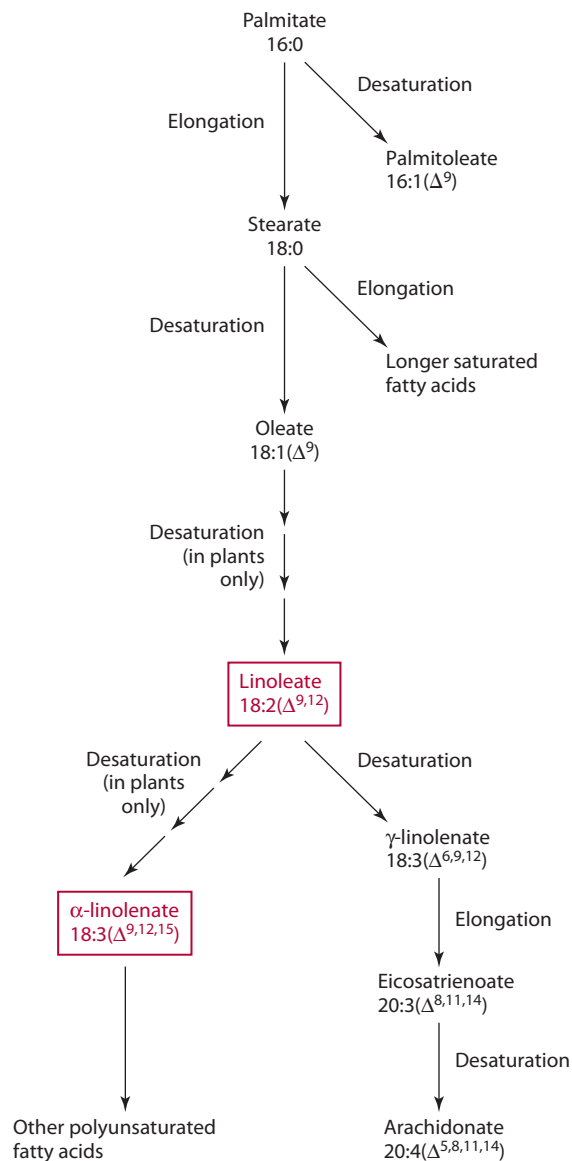 Palmitate
16:0
Desaturation
Elongation
Palmitoleate
16:1(Δ⁹)
Stearate
18:0
Elongation
Desaturation
Longer saturated
fatty acids
Oleate
18:1(Δ⁹)
Desaturation
(in plants
only)
Linoleate
18:2(Δ⁹,¹²)
Desaturation
(in plants
only)
Desaturation
γ-linolenate
18:3(Δ⁶,⁹,¹²)
α-linolenate
18:3(Δ⁹,¹²,¹⁵)
Elongation
Eicosatrienoate
20:3(Δ⁸,¹¹,¹⁴)
Desaturation
Other polyunsaturated
fatty acids
Arachidonate
20:4(Δ⁵,⁸,¹¹,¹⁴)